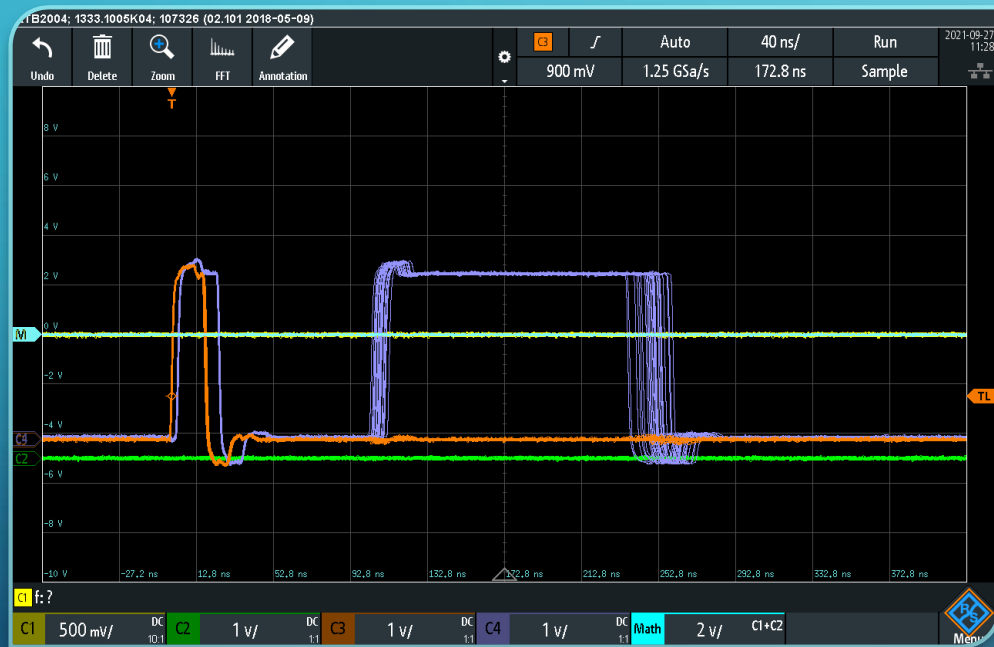 TB2004; 1333.1005K04; 107326 (02.101 2018-05-09)
Undo Delete Zoom FFT Annotation
C3 Auto 40 ns/ Run
900 mV 1.25 GSa/s 172.8 ns Sample
2021-09-27
11:28
T
8 V
6 V
4 V
2 V
M 0 V
-2 V
TL
-4 V
C4
C2
-6 V
-8 V
-10 V -27,2 ns 12,8 ns 52,8 ns 92,8 ns 132,8 ns 172,8 ns 212,8 ns 252,8 ns 292,8 ns 332,8 ns 372,8 ns
C1 f: ?
C1 500 mV/ DC 10:1 C2 1 V/ DC 1:1 C3 1 V/ DC 1:1 C4 1 V/ DC 1:1 Math 2 V/ C1+C2
R&S
Menu